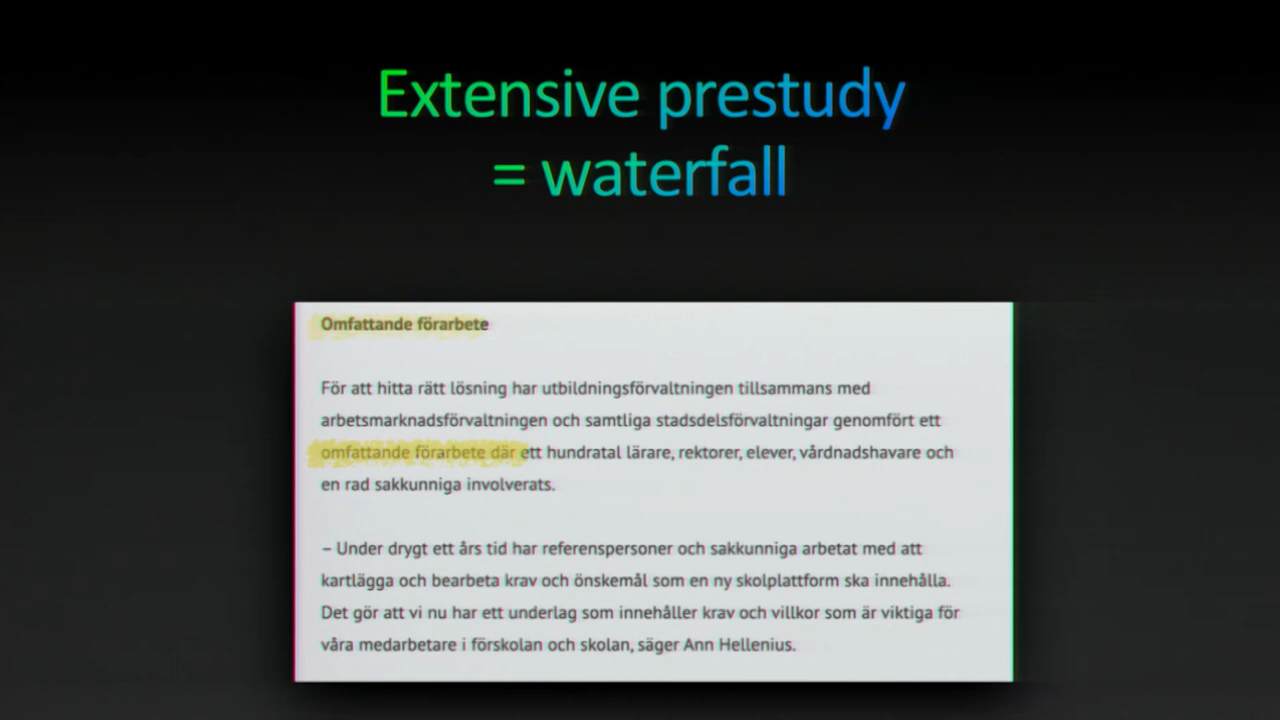 Extensive prestudy
= waterfall
Omfattande förarbete
För att hitta rätt lösning har utbildningsförvaltningen tillsammans med
arbetsmarknadsförvaltningen och samtliga stadsdelsförvaltningar genomfört ett
omfattande förarbete där ett hundratal lärare, rektorer, elever, vårdnadshavare och
en rad sakkunniga involverats.
– Under drygt ett års tid har referenspersoner och sakkunniga arbetat med att
kartlägga och bearbeta krav och önskemål som en ny skolplattform ska innehålla.
Det gör att vi nu har ett underlag som innehåller krav och villkor som är viktiga för
våra medarbetare i förskolan och skolan, säger Ann Hellenius.